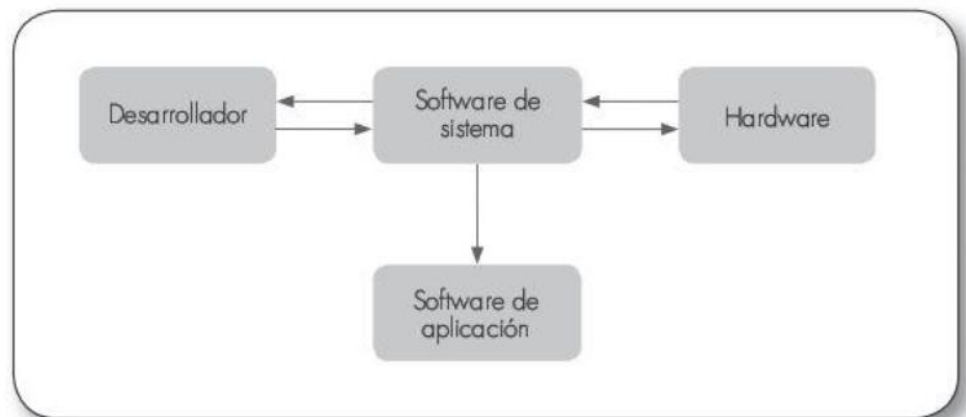 Desarrollador
Software de
sistema
Hardware
Software de
aplicación